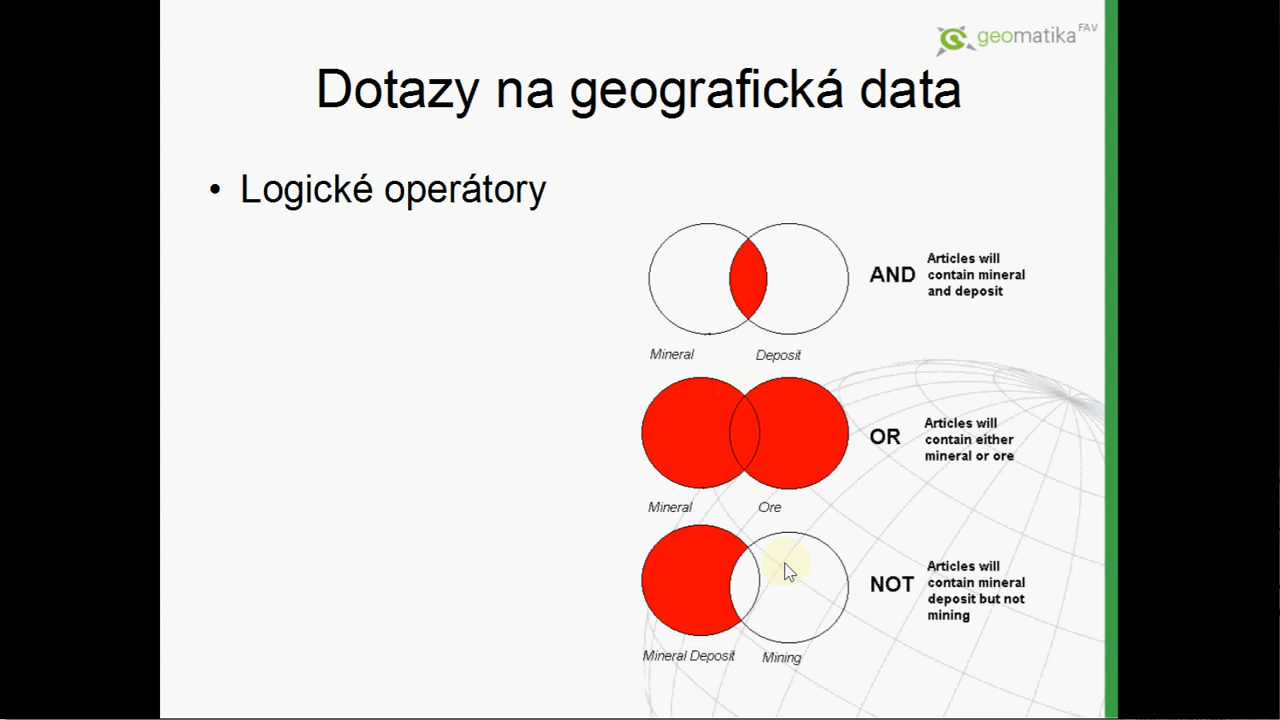 geomatika FAV
Dotazy na geografická data
• Logické operátory
AND
Articles will
contain mineral
and deposit
Mineral
Deposit
OR
Articles will
contain either
mineral or ore
Mineral
Ore
NOT
Articles will
contain mineral
deposit but not
mining
Mineral Deposit
Mining